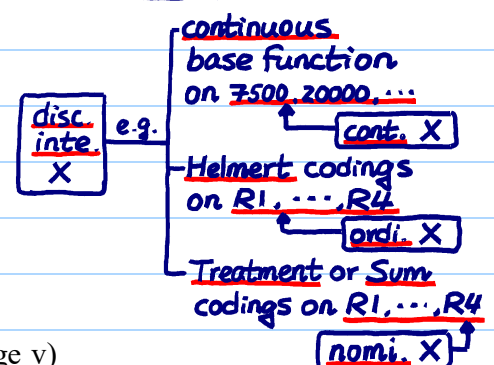 continuous
base function
on 7500, 20000, ...
disc.
inte.
X
e.g.
cont. X
Helmert codings
on R1, ..., R4
ordi. X
Treatment or Sum
codings on R1, ..., R4
nomi. X
ge v)